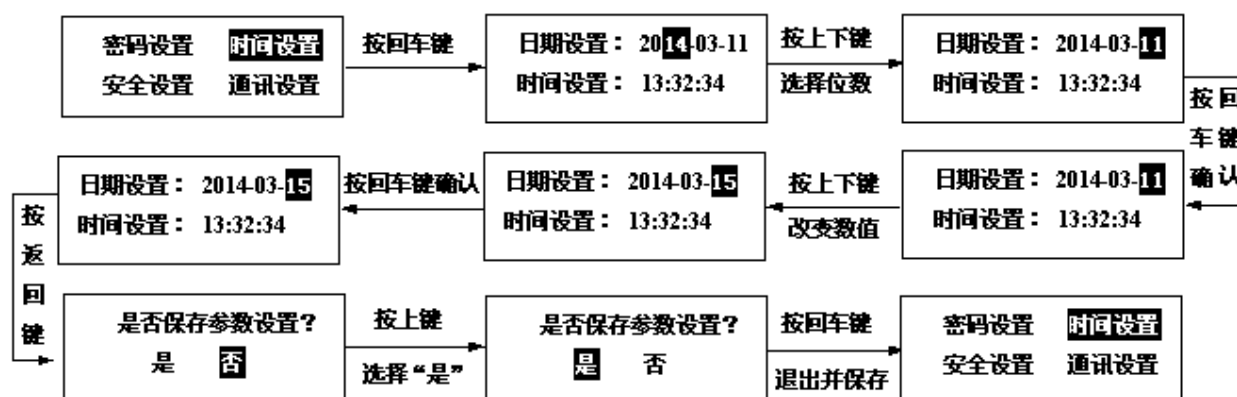 密码设置 时间设置
安全设置 通讯设置
按回车键
日期设置： 2014-03-11
时间设置： 13:32:34
按上下键
选择位数
日期设置： 2014-03-11
时间设置： 13:32:34
按回
车键
确认
日期设置： 2014-03-11
时间设置： 13:32:34
按上下键
改变数值
日期设置： 2014-03-15
时间设置： 13:32:34
按回车键确认
日期设置： 2014-03-15
时间设置： 13:32:34
按
返
回
键
是否保存参数设置？
是 否
按上键
选择“是”
是否保存参数设置？
是 否
按回车键
退出并保存
密码设置 时间设置
安全设置 通讯设置